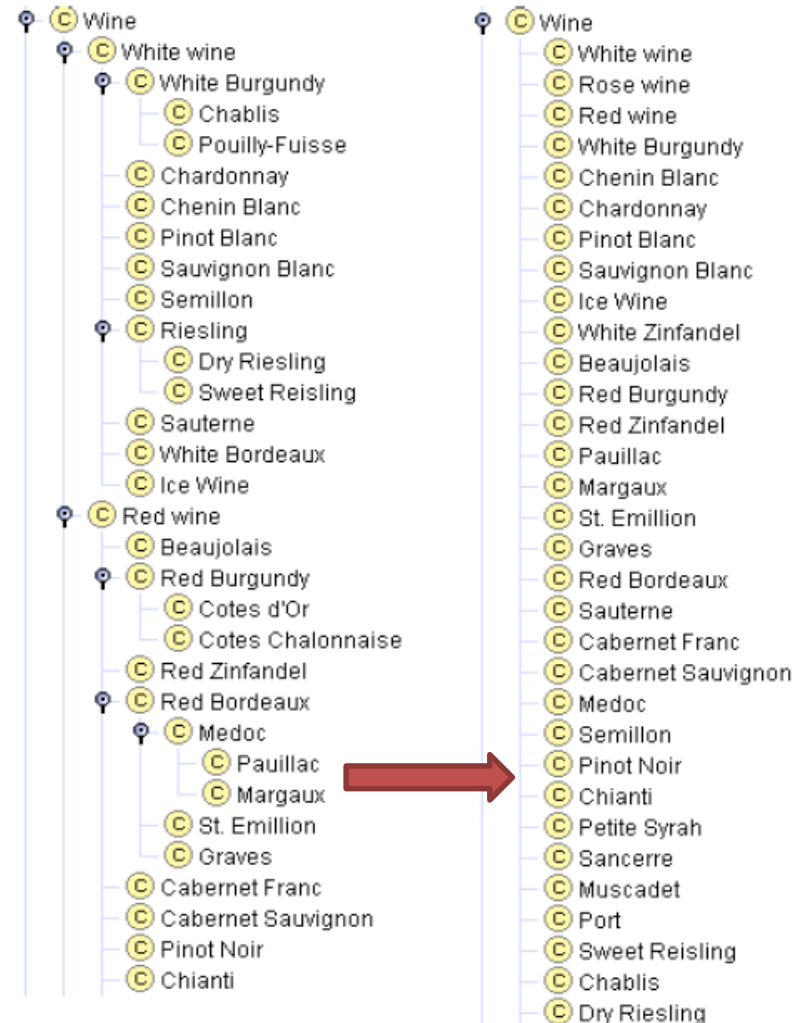 Wine
White wine
White Burgundy
Chablis
Pouilly-Fuisse
Chardonnay
Chenin Blanc
Pinot Blanc
Sauvignon Blanc
Semillon
Riesling
Dry Riesling
Sweet Reisling
Sauterne
White Bordeaux
Ice Wine
Red wine
Beaujolais
Red Burgundy
Cotes d'Or
Cotes Chalonnaise
Red Zinfandel
Red Bordeaux
Medoc
Pauillac
Margaux
St. Emillion
Graves
Cabernet Franc
Cabernet Sauvignon
Pinot Noir
Chianti
Wine
White wine
Rose wine
Red wine
White Burgundy
Chenin Blanc
Chardonnay
Pinot Blanc
Sauvignon Blanc
Ice Wine
White Zinfandel
Beaujolais
Red Burgundy
Red Zinfandel
Pauillac
Margaux
St. Emillion
Graves
Red Bordeaux
Sauterne
Cabernet Franc
Cabernet Sauvignon
Medoc
Semillon
Pinot Noir
Chianti
Petite Syrah
Sancerre
Muscadet
Port
Sweet Reisling
Chablis
Dry Riesling